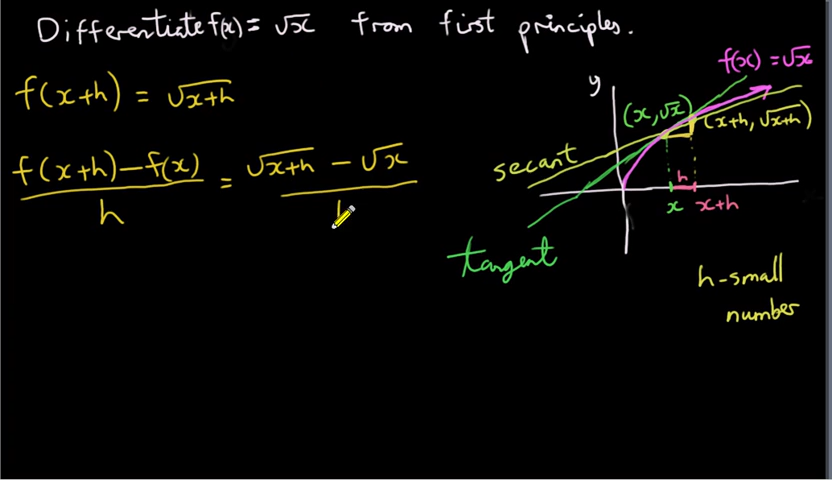 Differentiate f(x) = √x from first principles.
f(x+h) = √x+h
f(x+h) – f(x) = √x+h – √x
h h
y
f(x) = √x
(x, √x)
(x+h, √x+h)
secant
h
x x+h
tangent
h-small
number